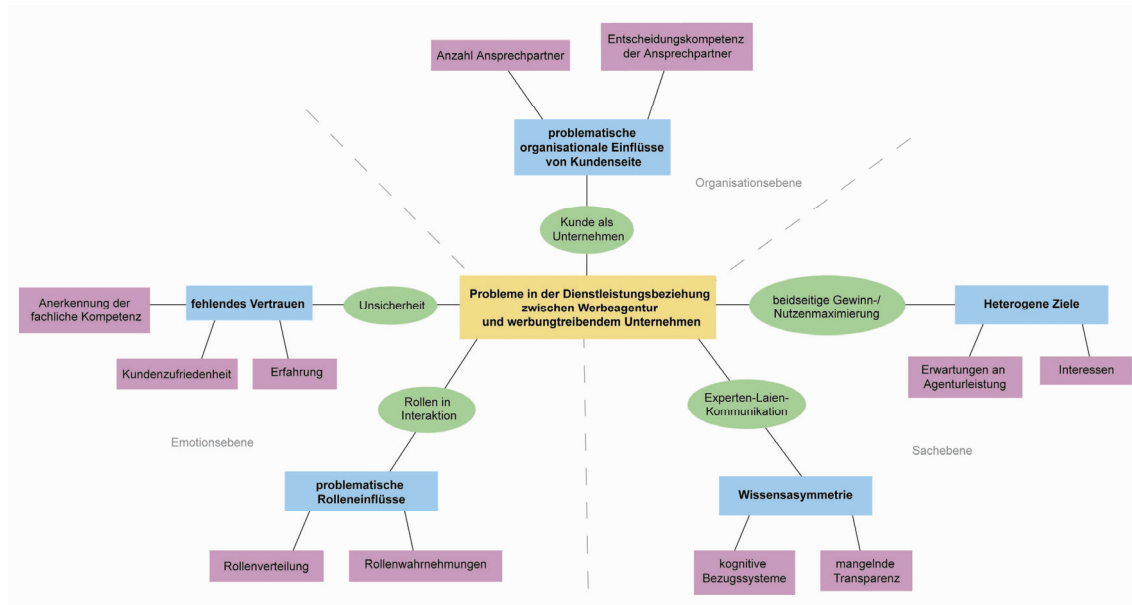 Anzahl Ansprechpartner
Entscheidungskompetenz
der Ansprechpartner
problematische
organisationale Einflüsse
von Kundenseite
Organisationsebene
Kunde als
Unternehmen
Anerkennung der
fachliche Kompetenz
fehlendes Vertrauen
Unsicherheit
Probleme in der Dienstleistungsbeziehung
zwischen Werbeagentur
und werbungtreibendem Unternehmen
beidseitige Gewinn-/
Nutzenmaximierung
Heterogene Ziele
Kundenzufriedenheit
Erfahrung
Erwartungen an
Agenturleistung
Interessen
Rollen in
Interaktion
Experten-Laien-
Kommunikation
Emotionsebene
Sachebene
problematische
Rolleneinflüsse
Wissensasymmetrie
Rollenverteilung
Rollenwahrnehmungen
kognitive
Bezugssysteme
mangelnde
Transparenz